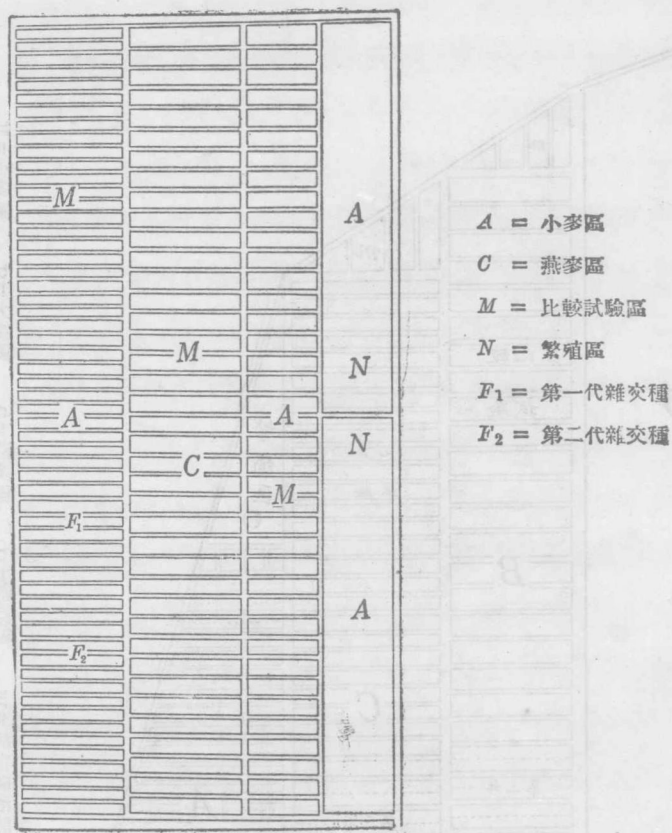 A
M
A = 小麥區
C = 燕麥區
M = 比較試驗區
M
N
N = 繁殖區
F₁ = 第一代雜交種
A
A
N
F₂ = 第二代雜交種
C
M
F₁
A
F₂